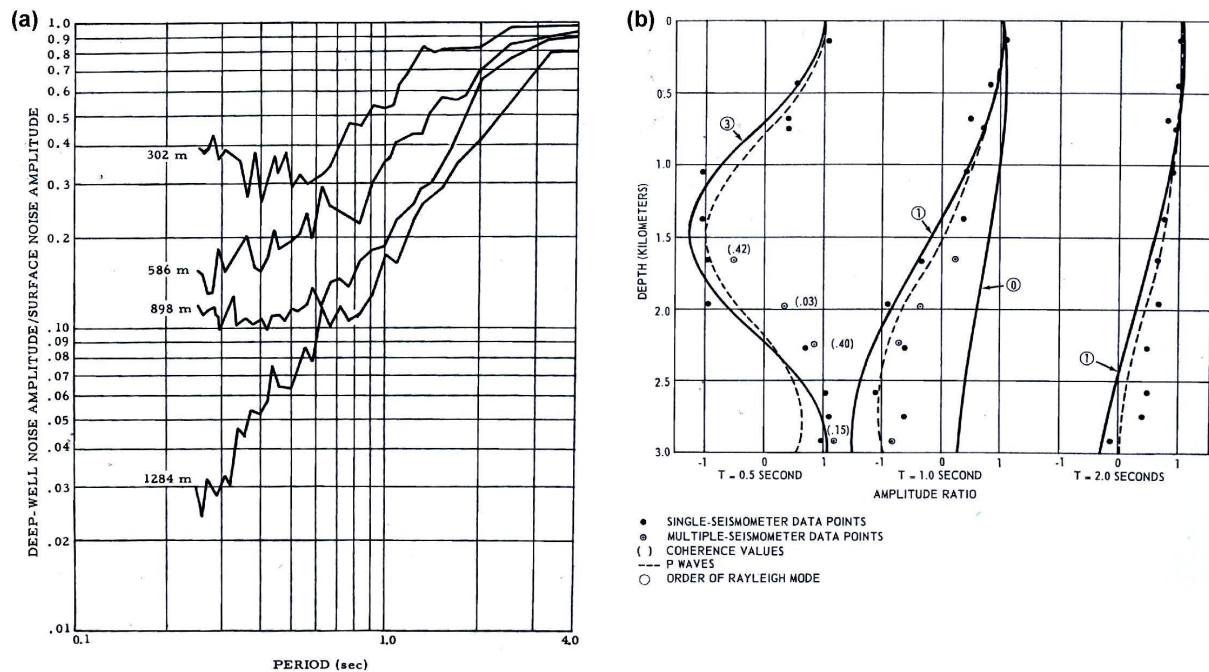 (a)
DEEP-WELL NOISE AMPLITUDE/SURFACE NOISE AMPLITUDE
1.0
0.9
0.8
0.7
0.6
0.5
0.4
0.3
0.2
.10
.09
.08
.07
.06
.05
.04
.03
.02
.01
302 m
586 m
898 m
1284 m
0.1
1.0
4.0
PERIOD (sec)
(b)
DEPTH (KILOMETERS)
0
0.5
1.0
1.5
2.0
2.5
3.0
3
(.42)
(.03)
(.40)
(.15)
1
0
1
-1 0 1 -1 0 1 -1 0 1
T = 0.5 SECOND T = 1.0 SECOND T = 2.0 SECONDS
AMPLITUDE RATIO
SINGLE-SEISMOMETER DATA POINTS
MULTIPLE-SEISMOMETER DATA POINTS
( ) COHERENCE VALUES
--- P WAVES
ORDER OF RAYLEIGH MODE